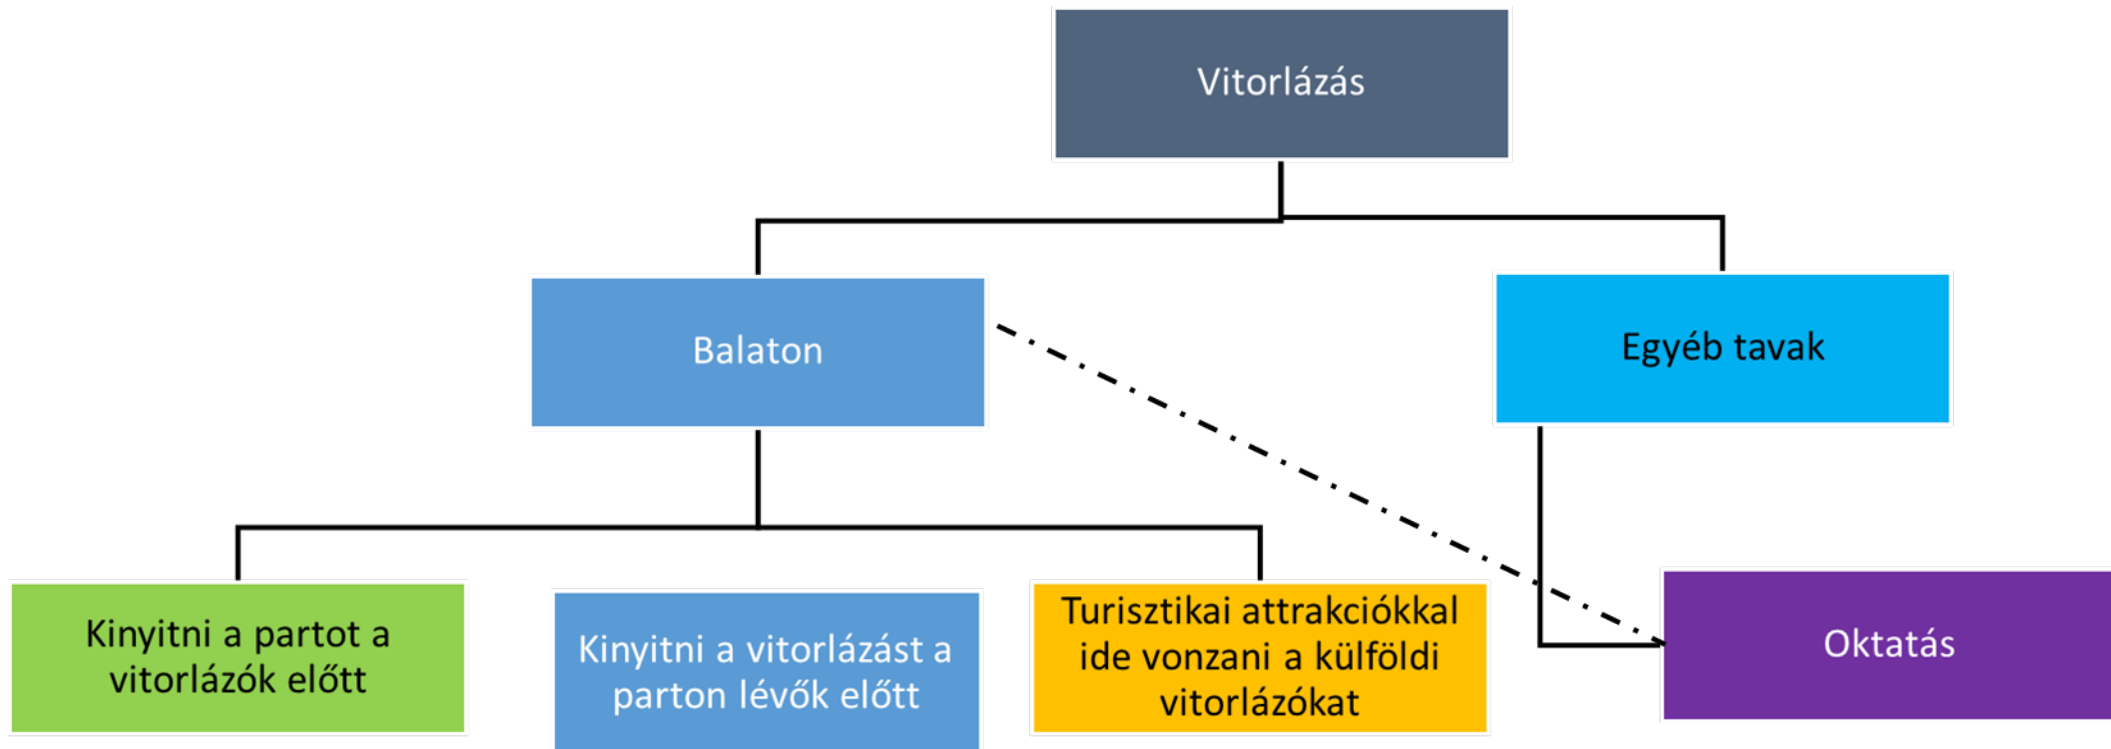 Vitorlázás
Balaton
Egyéb tavak
Kinyitni a partot a
vitorlázók előtt
Kinyitni a vitorlázást a
parton lévők előtt
Turisztikai attrakciókkal
ide vonzani a külföldi
vitorlázókat
Oktatás